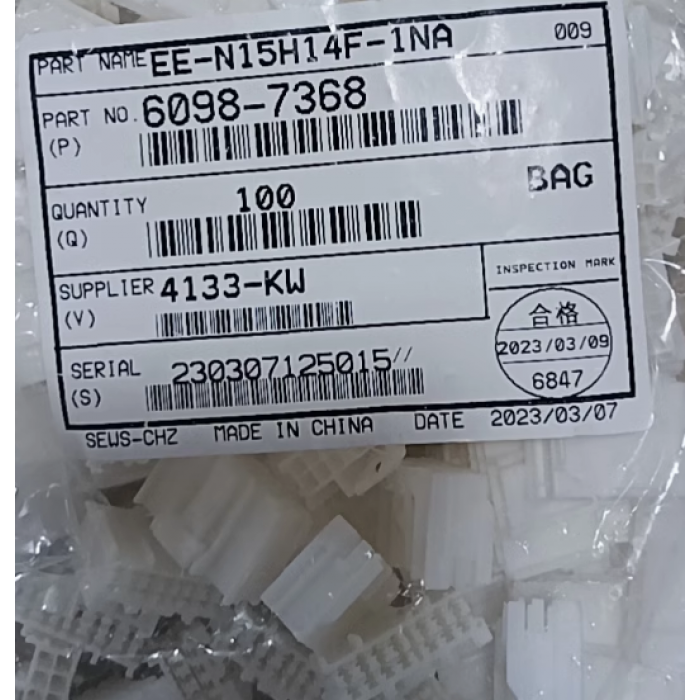 PART NAME EE-N15H14F-1NA 009
PART NO. 6098-7368
(P)
BAG
QUANTITY 100
(Q)
SUPPLIER 4133-KW
(V)
INSPECTION MARK
合格
2023/03/09
6847
SERIAL 230307125015//
(S)
SEWS-CHZ MADE IN CHINA DATE 2023/03/07